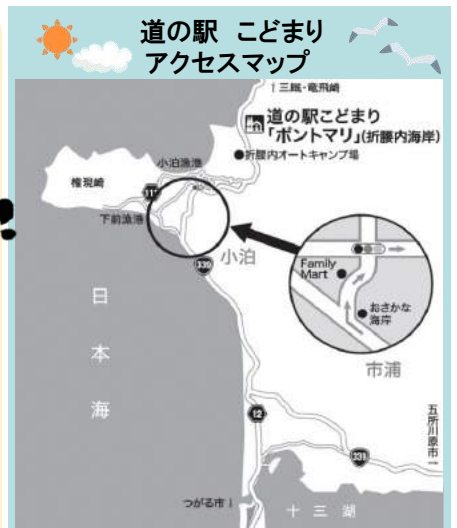 道の駅 こどまり
アクセスマップ
↑三厩・竜飛崎
道の駅こどまり
「ポントマリ」(折腰内海岸)
●折腰内オートキャンプ場
小泊漁港
権現崎
111
下前漁港
339
小泊
Family
Mart
おさかな
海岸
市浦
日本海
12
339
五所川原市→
つがる市↓
十三湖